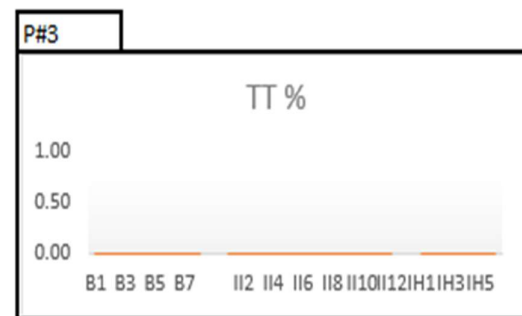 P#3
TT %
1.00
0.50
0.00
B1 B3 B5 B7 II2 II4 II6 II8 II10 II12 IH1 IH3 IH5